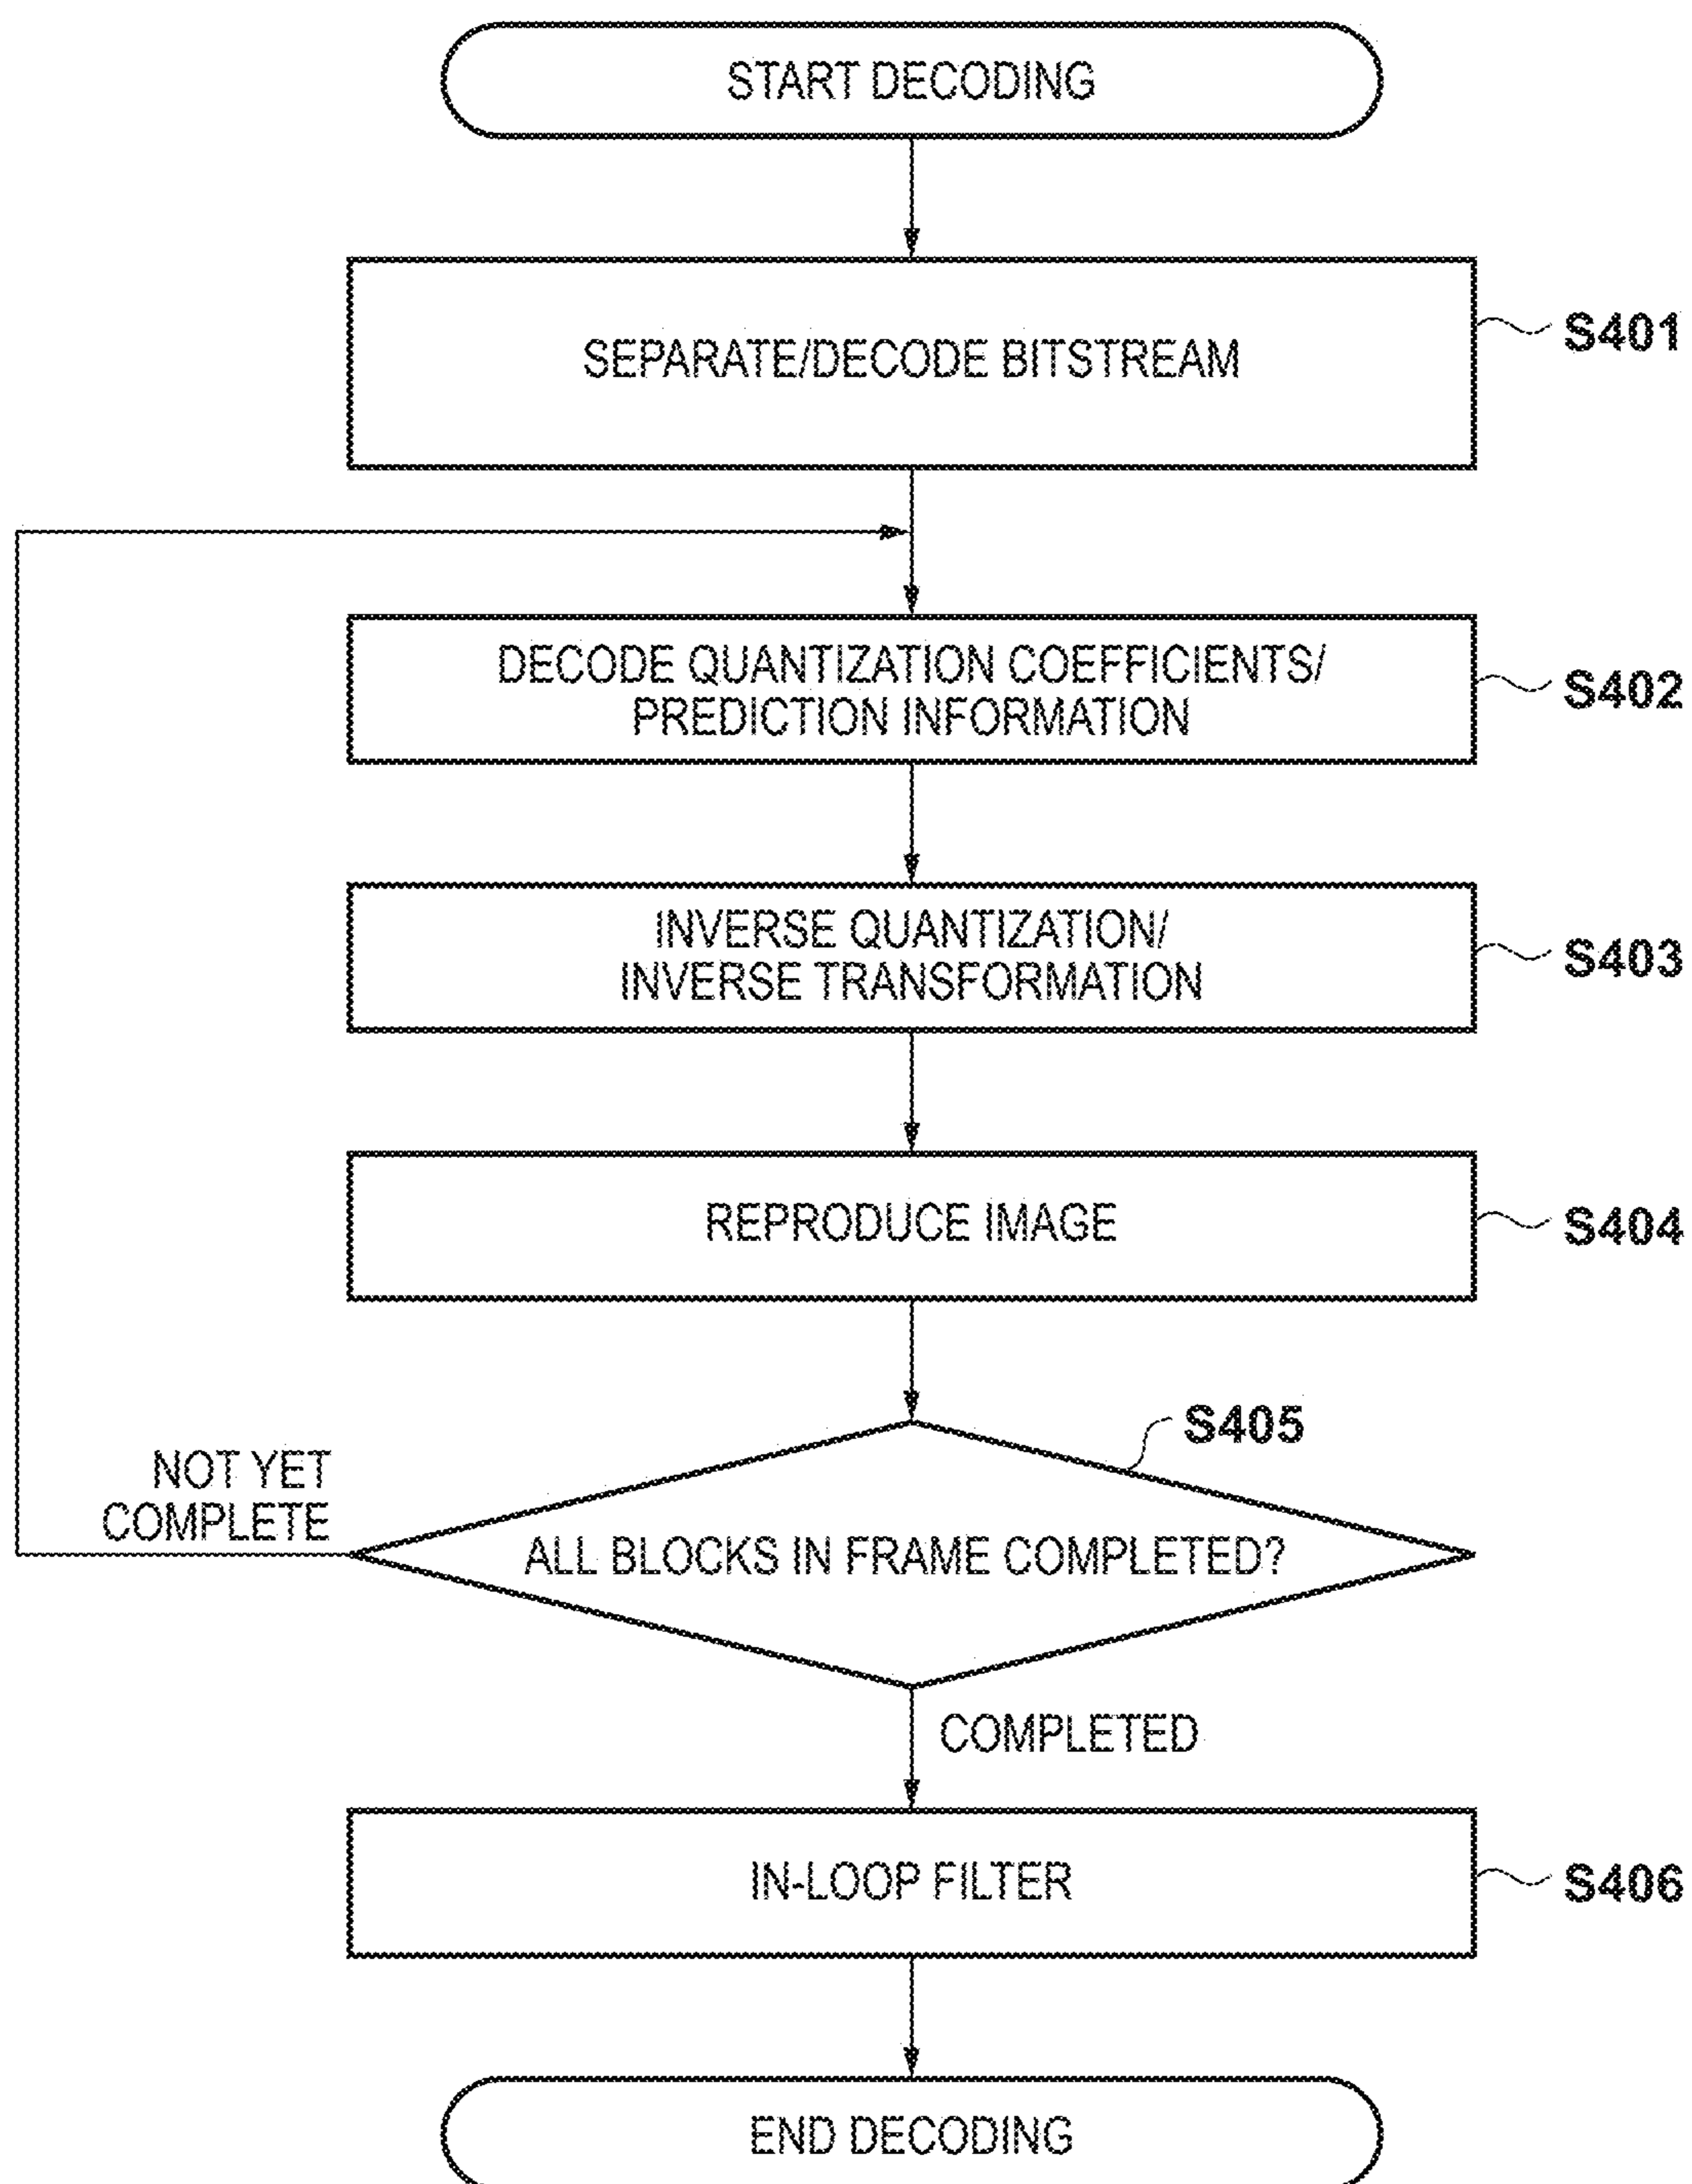 START DECODING
SEPARATE/DECODE BITSTREAM
S401
DECODE QUANTIZATION COEFFICIENTS/
PREDICTION INFORMATION
S402
INVERSE QUANTIZATION/
INVERSE TRANSFORMATION
S403
REPRODUCE IMAGE
S404
S405
NOT YET
COMPLETE
ALL BLOCKS IN FRAME COMPLETED?
COMPLETED
IN-LOOP FILTER
S406
END DECODING